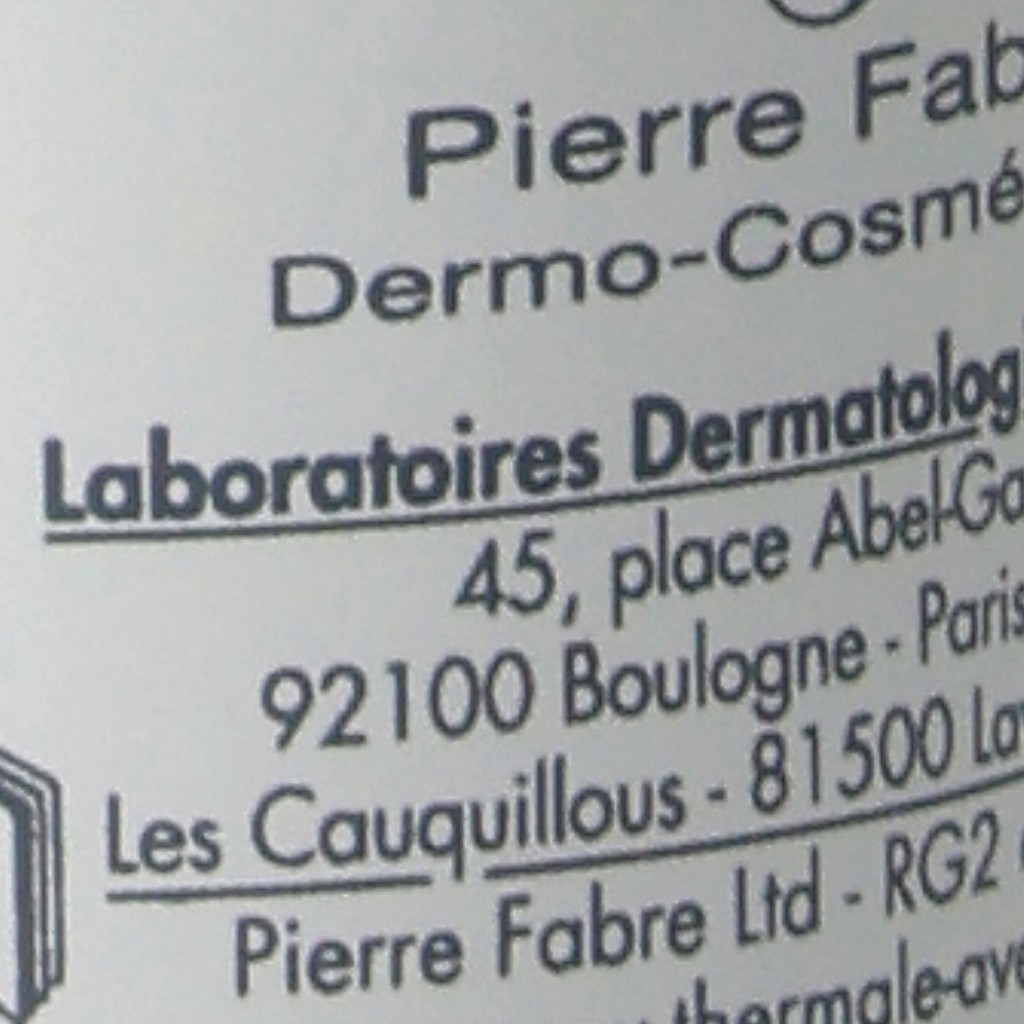 Pierre Fab
Dermo-Cosmé
Laboratoires Dermatolog
45, place Abel-Ga
92100 Boulogne - Paris
Les Cauquillous - 81500 Lav
Pierre Fabre Ltd - RG2
thermale-ave